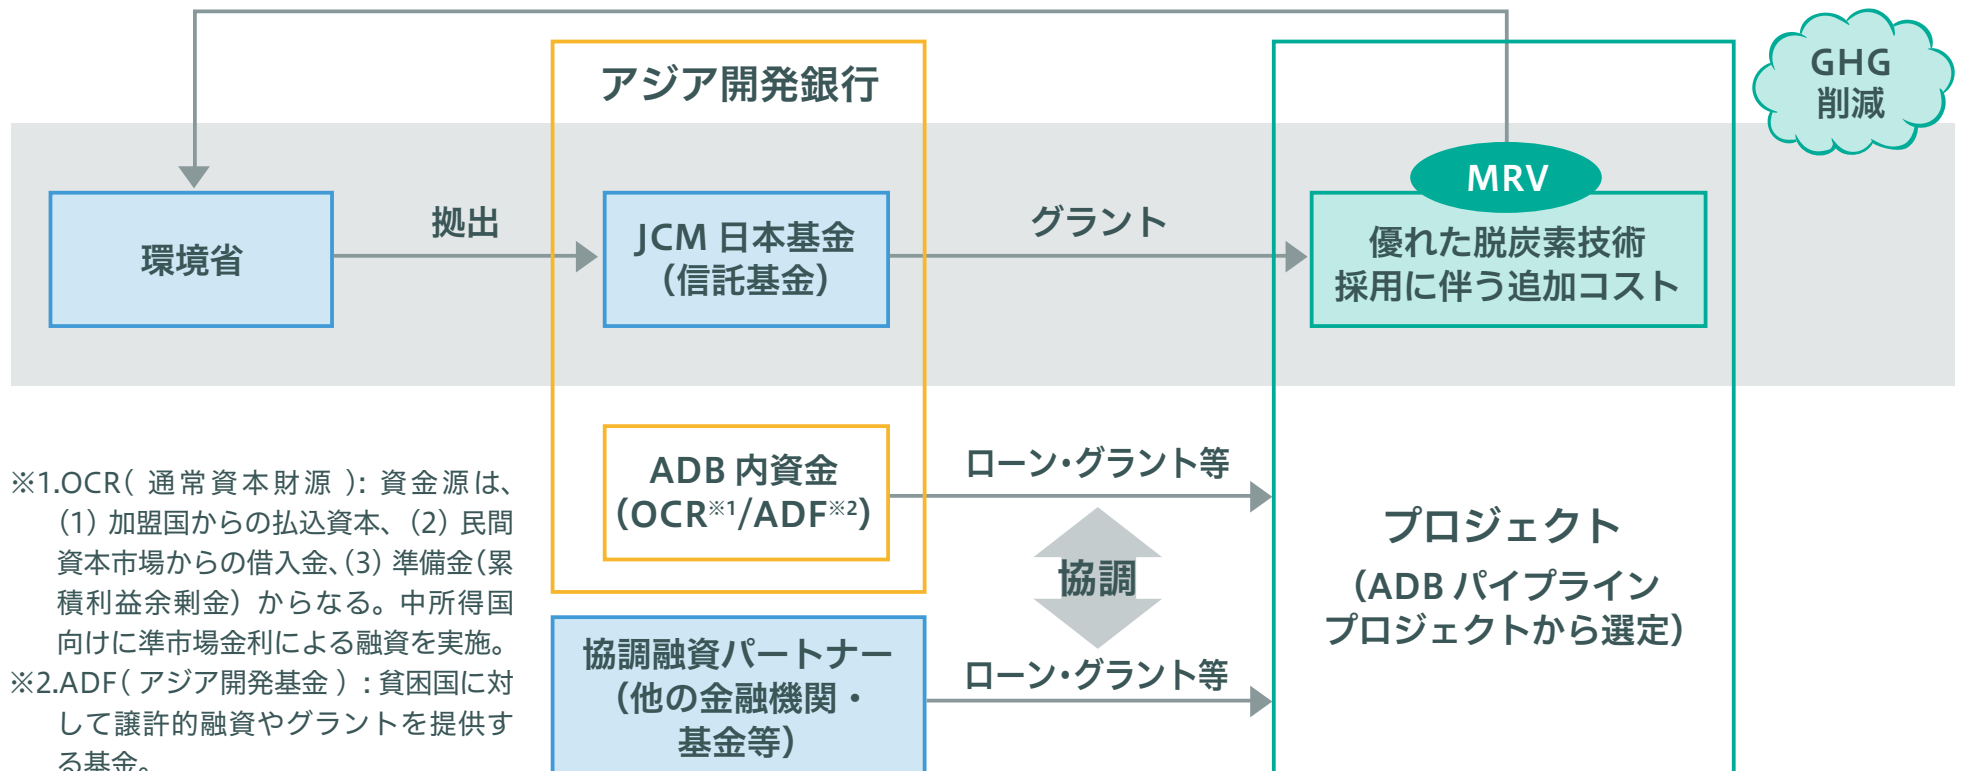 アジア開発銀行
GHG
削減
MRV
環境省
拠出
JCM 日本基金
（信託基金）
グラント
優れた脱炭素技術
採用に伴う追加コスト
ADB 内資金
（OCR※1/ADF※2）
ローン・グラント等
協調
プロジェクト
（ADB パイプライン
プロジェクトから選定）
協調融資パートナー
（他の金融機関・
基金等）
ローン・グラント等
※1.OCR（ 通常資本財源 ）：資金源は、
（1）加盟国からの払込資本、（2）民間
資本市場からの借入金、（3）準備金（累
積利益余剰金）からなる。中所得国
向けに準市場金利による融資を実施。
※2.ADF（ アジア開発基金 ）：貧困国に対
して譲許的融資やグラントを提供す
る基金。